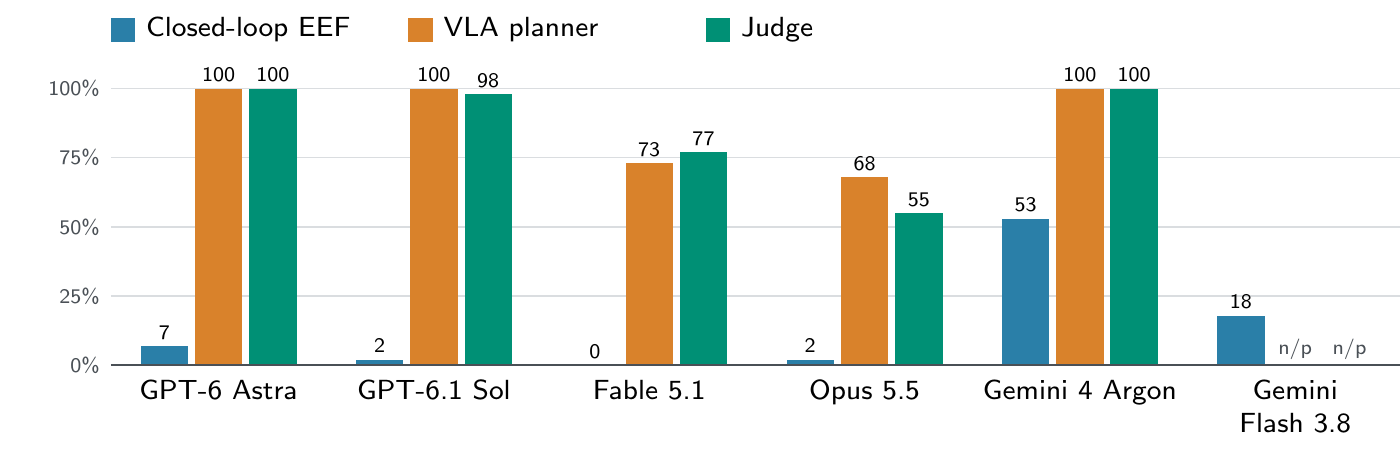 Closed-loop EEF VLA planner Judge
100 100 100 98 100 100
100%
77
73
75%
68
55
53
50%
25%
18
7
2 0 2 n/p n/p
0%
GPT-6 Astra GPT-6.1 Sol Fable 5.1 Opus 5.5 Gemini 4 Argon Gemini
Flash 3.8